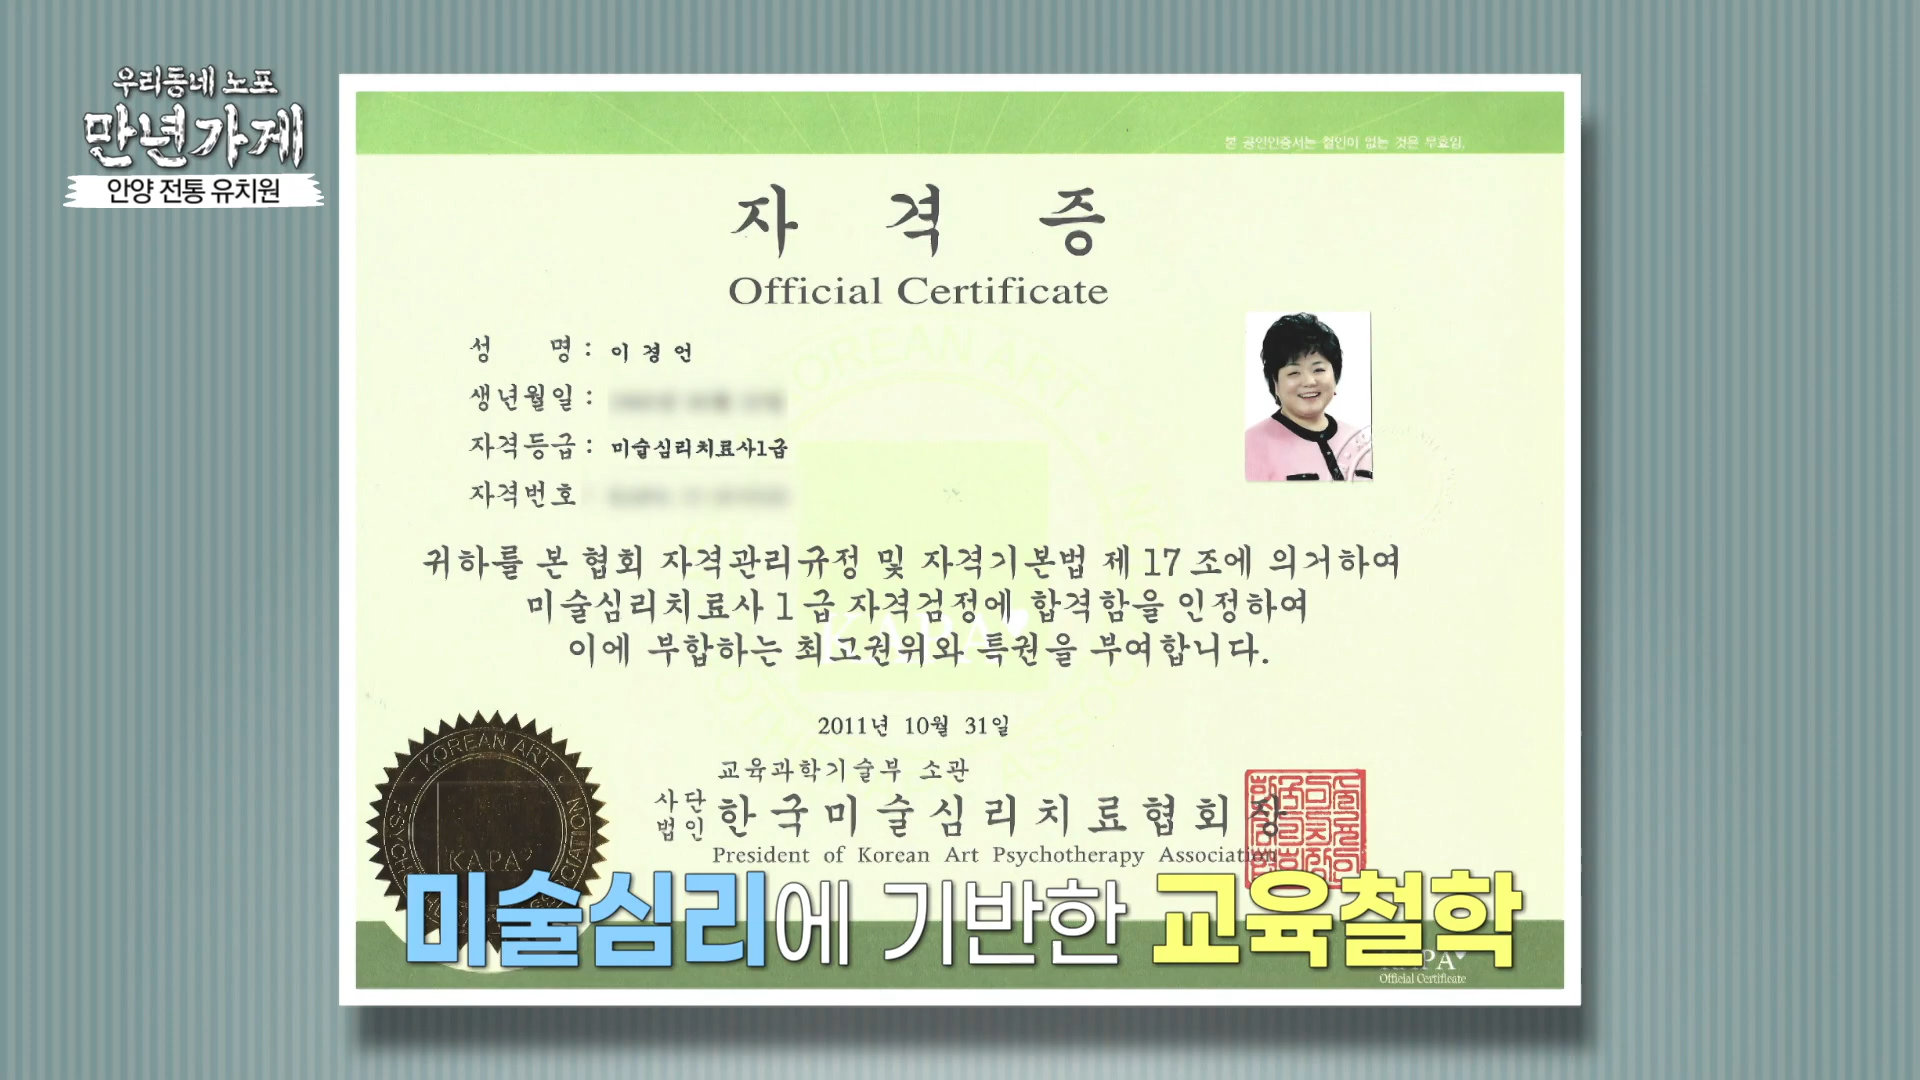 우리동네 노포
만년가게
안양 전통 유치원
본 공인인증서는 철인이 없는 것은 무효임.
자 격 증
Official Certificate
성 명 : 이 경 언
생년월일 :
자격등급 : 미술심리치료사1급
자격번호
귀하를 본 협회 자격관리규정 및 자격기본법 제 17 조에 의거하여
미술심리치료사 1 급 자격검정에 합격함을 인정하여
이에 부합하는 최고권위와 특권을 부여합니다.
KAPA
2011년 10월 31일
교육과학기술부 소관
사단법인 한국미술심리치료협회장
President of Korean Art Psychotherapy Association
KOREAN ART
KAPA
미술심리에 기반한 교육철학
KAPA
Official Certificate